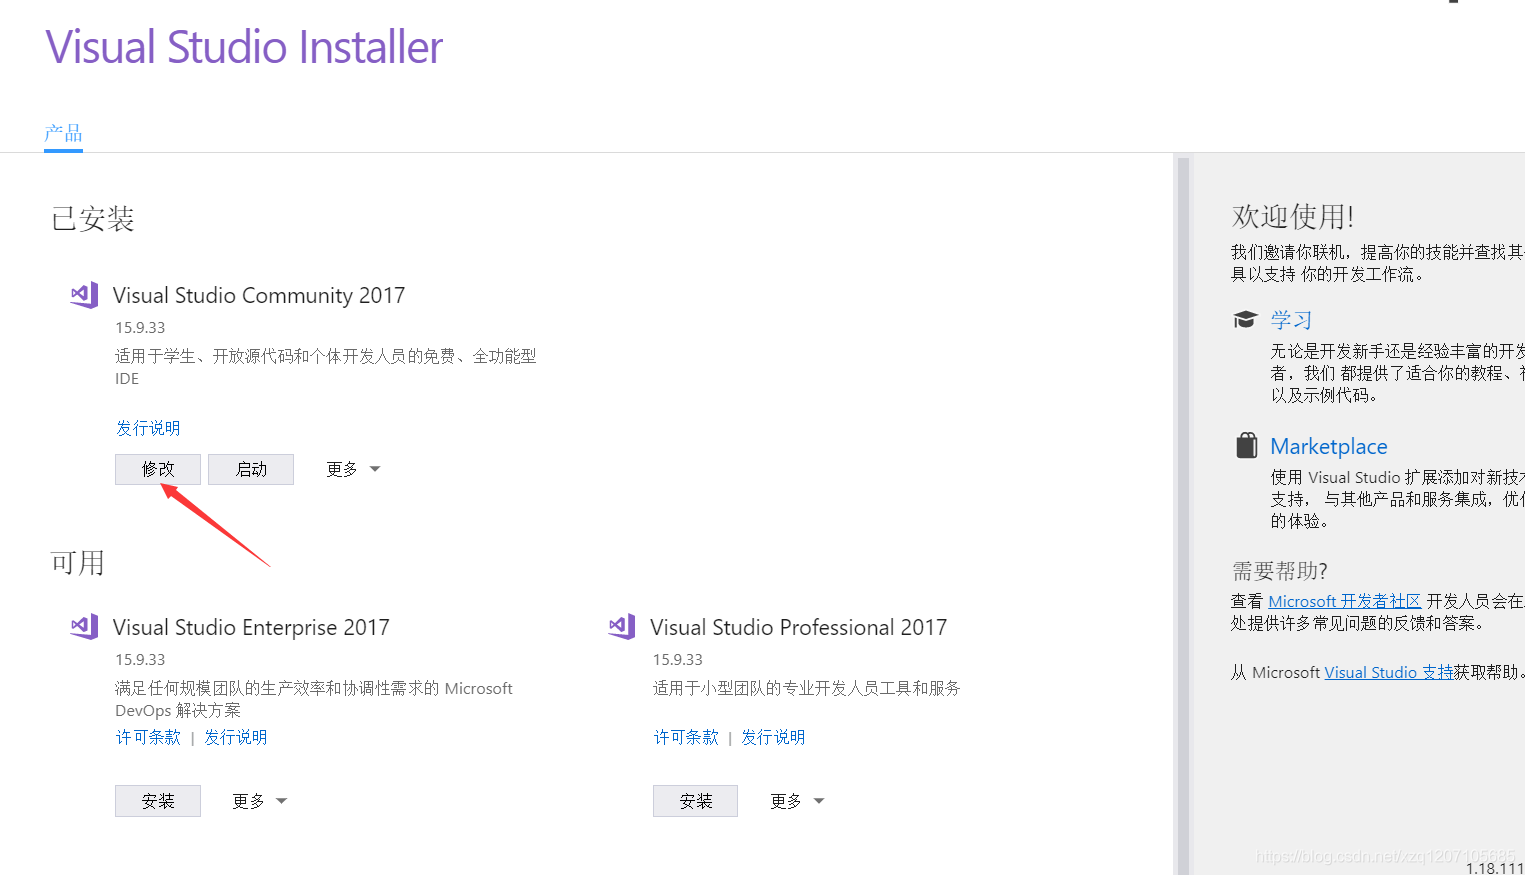 Visual Studio Installer
产品
已安装
Visual Studio Community 2017
15.9.33
适用于学生、开放源代码和个体开发人员的免费、全功能型
IDE
发行说明
修改
启动
更多
可用
Visual Studio Enterprise 2017
15.9.33
满足任何规模团队的生产效率和协调性需求的 Microsoft
DevOps 解决方案
许可条款 | 发行说明
安装
更多
Visual Studio Professional 2017
15.9.33
适用于小型团队的专业开发人员工具和服务
许可条款 | 发行说明
安装
更多
欢迎使用!
我们邀请你联机，提高你的技能并查找其
具以支持 你的开发工作流。
学习
无论是开发新手还是经验丰富的开发
者，我们 都提供了适合你的教程、
以及示例代码。
Marketplace
使用 Visual Studio 扩展添加对新技
支持， 与其他产品和服务集成，优
的体验。
需要帮助?
查看 Microsoft 开发者社区 开发人员会在
处提供许多常见问题的反馈和答案。
从 Microsoft Visual Studio 支持获取帮助。
https://blog.csdn.net/xzq1207105685
1.18.111